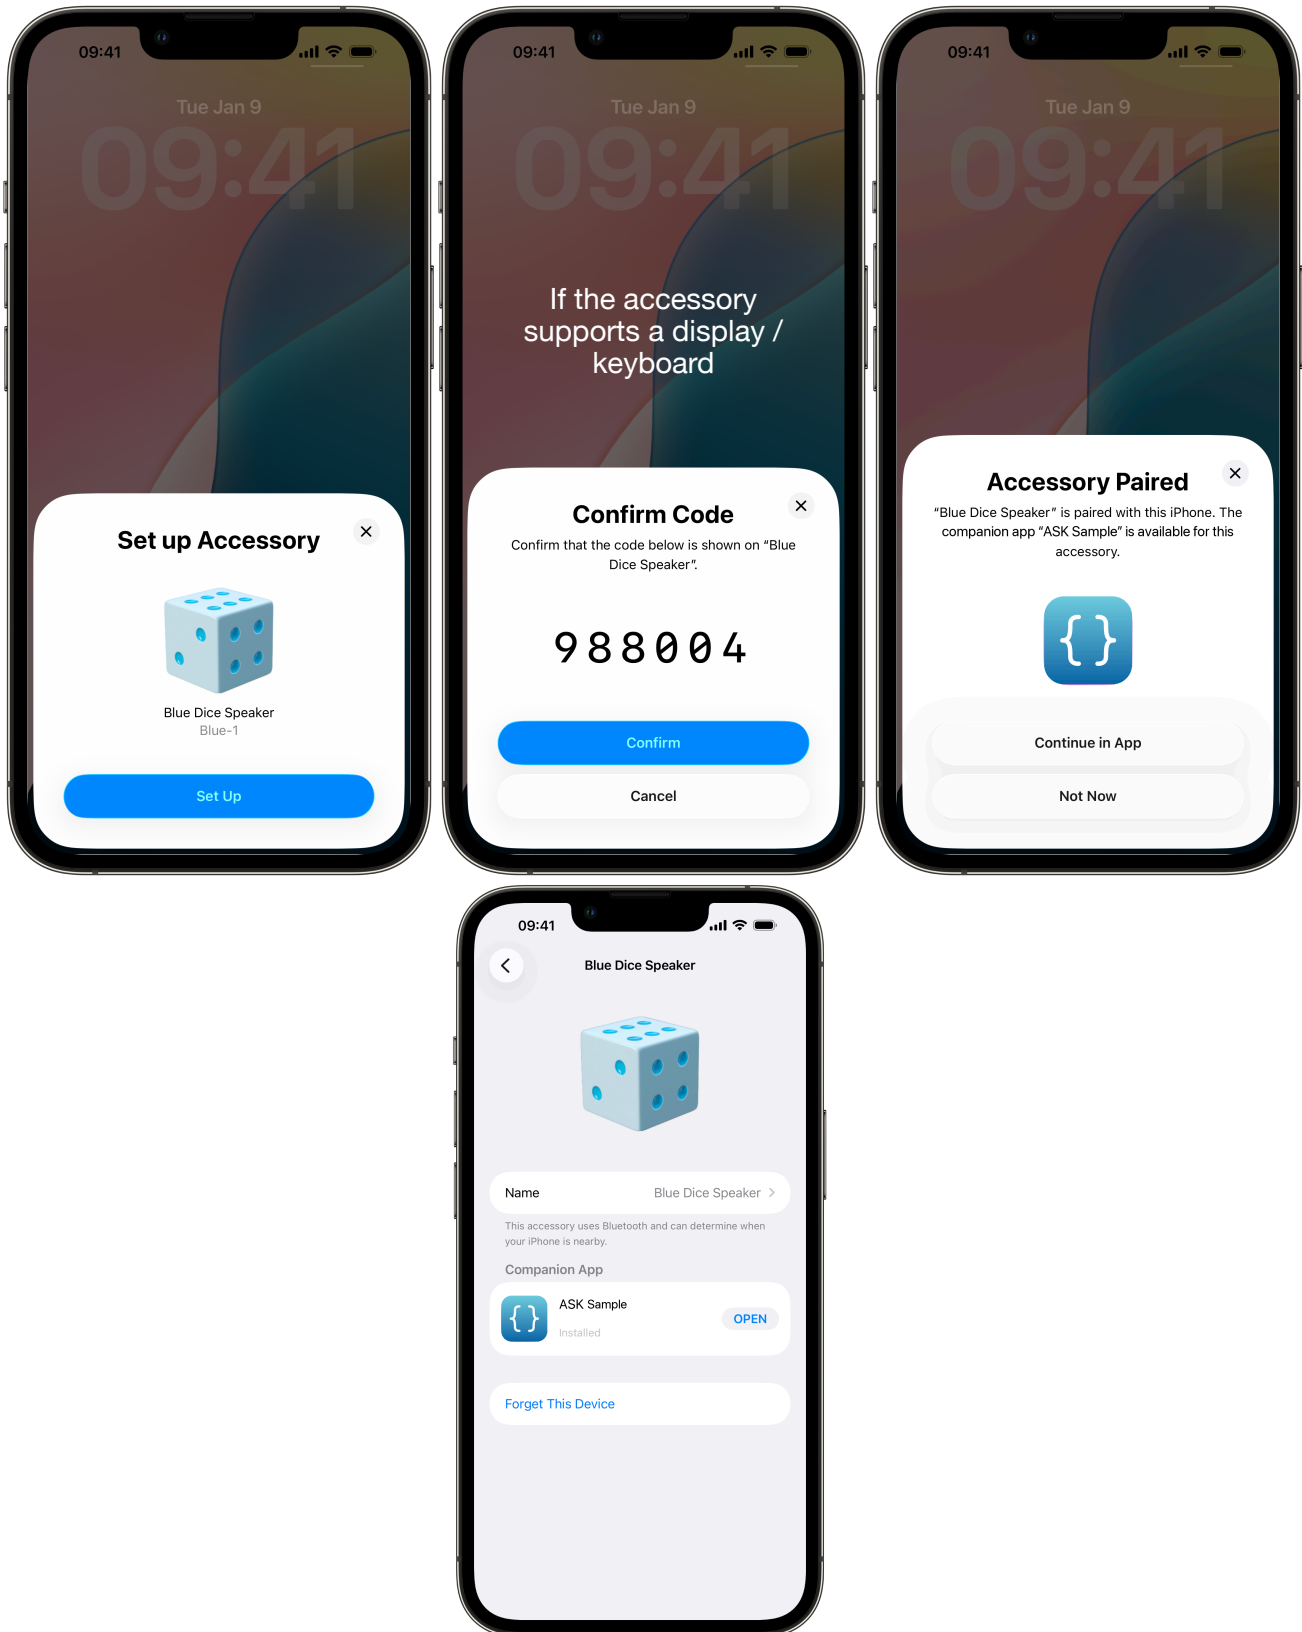 09:41
Tue Jan 9
09:41
Set up Accessory
Blue Dice Speaker
Blue-1
Set Up
09:41
Tue Jan 9
09:41
If the accessory
supports a display /
keyboard
Confirm Code
Confirm that the code below is shown on “Blue
Dice Speaker”.
988004
Confirm
Cancel
09:41
Tue Jan 9
09:41
Accessory Paired
“Blue Dice Speaker” is paired with this iPhone. The
companion app “ASK Sample” is available for this
accessory.
{}
Continue in App
Not Now
09:41
Blue Dice Speaker
Name
Blue Dice Speaker
This accessory uses Bluetooth and can determine when
your iPhone is nearby.
Companion App
{}
ASK Sample
Installed
OPEN
Forget This Device